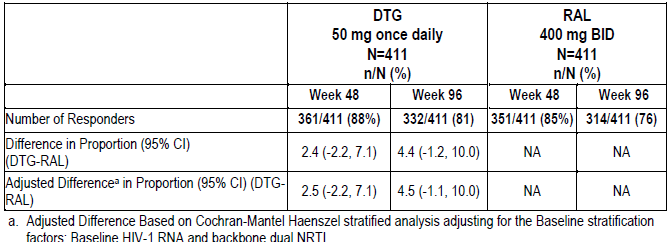 DTG
50 mg once daily
N=411
n/N (%)
RAL
400 mg BID
N=411
n/N (%)
Week 48 Week 96 Week 48 Week 96
Number of Responders 361/411 (88%) 332/411 (81) 351/411 (85%) 314/411 (76)
Difference in Proportion (95% CI)
(DTG-RAL) 2.4 (-2.2, 7.1) 4.4 (-1.2, 10.0) NA NA
Adjusted Differenceᵃ in Proportion (95% CI) (DTG-
RAL) 2.5 (-2.2, 7.1) 4.5 (-1.1, 10.0) NA NA
a. Adjusted Difference Based on Cochran-Mantel Haenszel stratified analysis adjusting for the Baseline stratification
factors: Baseline HIV-1 RNA and backbone dual NRTI